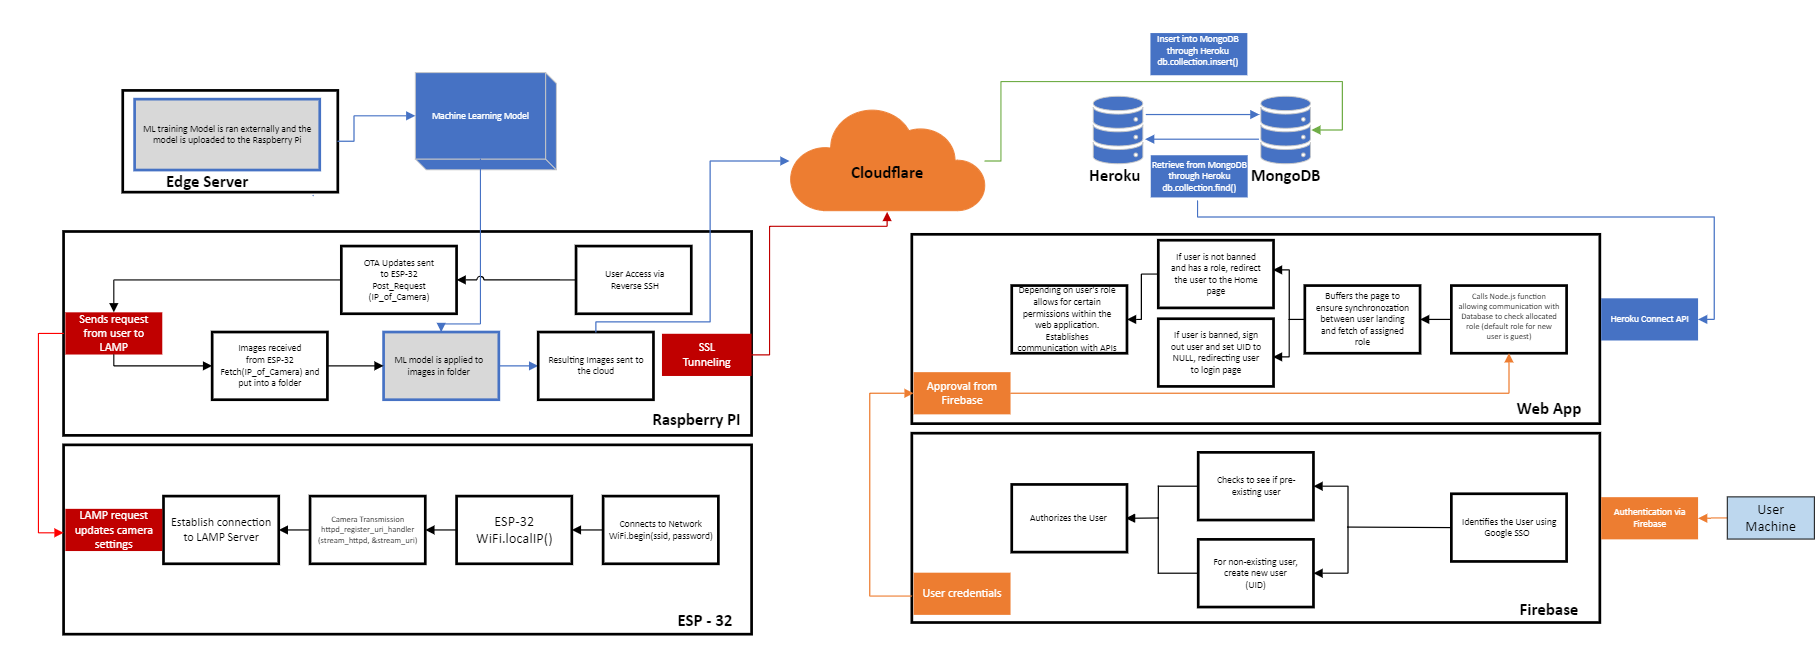 Insert into MongoDB
through Heroku
db.collection.insert()
ML training Model is ran externally and the
model is uploaded to the Raspberry Pi
Edge Server
Machine Learning Model
Cloudflare
Heroku
MongoDB
Retrieve from MongoDB
through Heroku
db.collection.find()
OTA Updates sent
to ESP-32
Post_Request
(IP_of_Camera)
User Access via
Reverse SSH
Sends request
from user to
LAMP
Images received
from ESP-32
Fetch(IP_of_Camera) and
put into a folder
ML model is applied to
images in folder
Resulting Images sent to
the cloud
SSL
Tunneling
Raspberry PI
If user is not banned
and has a role, redirect
the user to the Home
page
Depending on user's role
allows for certain
permissions within the
web application.
Establishes
communication with APIs
If user is banned, sign
out user and set UID to
NULL, redirecting user
to login page
Buffers the page to
ensure synchronozation
between user landing
and fetch of assigned
role
Calls Node.js function
allowing communication with
Database to check allocated
role (default role for new
user is guest)
Heroku Connect API
Approval from
Firebase
Web App
LAMP request
updates camera
settings
Establish connection
to LAMP Server
Camera Transmission
httpd_register_uri_handler
(stream_httpd, &stream_uri)
ESP-32
WiFi.localIP()
Connects to Network
WiFi.begin(ssid, password)
ESP - 32
Authorizes the User
Checks to see if pre-
existing user
For non-existing user,
create new user
(UID)
Identifies the User using
Google SSO
Authentication via
Firebase
User
Machine
User credentials
Firebase